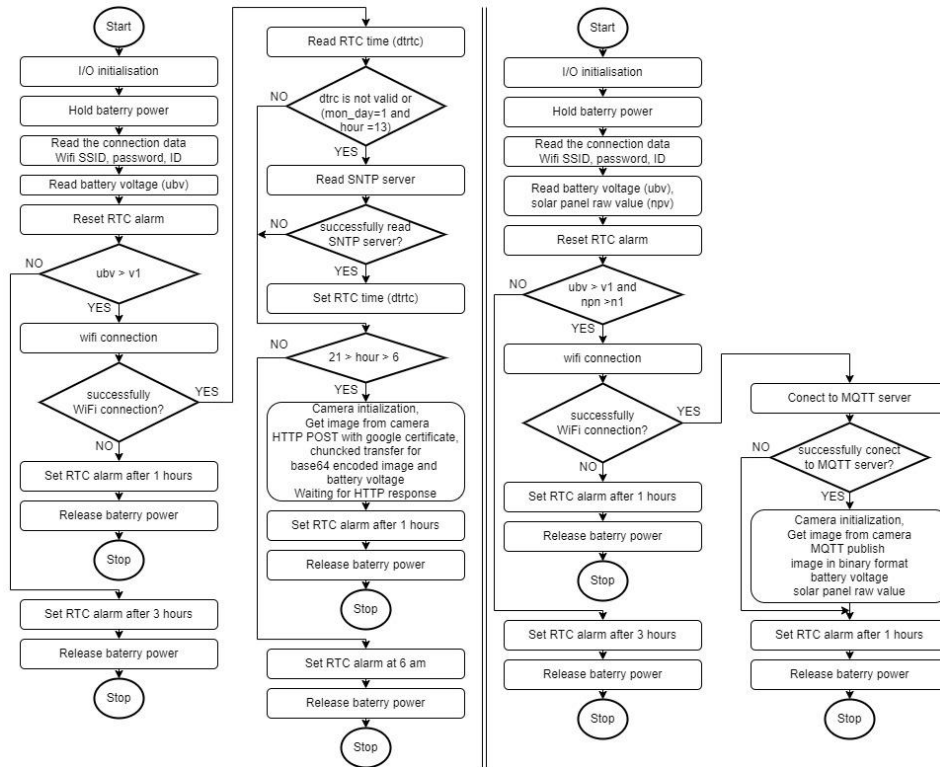 Start
I/O initialisation
Hold baterry power
Read the connection data
Wifi SSID, password, ID
Read battery voltage (ubv)
Reset RTC alarm
NO
ubv > v1
YES
wifi connection
successfully
WiFi connection?
YES
NO
Set RTC alarm after 1 hours
Release baterry power
Stop
Set RTC alarm after 3 hours
Release baterry power
Stop
Read RTC time (dtrtc)
NO
dtrc is not valid or
(mon_day=1 and
hour =13)
YES
Read SNTP server
NO
successfully read
SNTP server?
YES
Set RTC time (dtrtc)
NO
21 > hour > 6
YES
Camera intialization,
Get image from camera
HTTP POST with google certificate,
chuncked transfer for
base64 encoded image and
battery voltage
Waiting for HTTP response
Set RTC alarm after 1 hours
Release baterry power
Stop
Set RTC alarm at 6 am
Release baterry power
Stop
Start
I/O initialisation
Hold baterry power
Read the connection data
Wifi SSID, password, ID
Read battery voltage (ubv),
solar panel raw value (npv)
Reset RTC alarm
NO
ubv > v1 and
npn >n1
YES
wifi connection
successfully
WiFi connection?
YES
NO
Set RTC alarm after 1 hours
Release baterry power
Stop
Set RTC alarm after 3 hours
Release baterry power
Stop
Conect to MQTT server
NO
successfully conect
to MQTT server?
YES
Camera initialization,
Get image from camera
MQTT publish
image in binary format
battery voltage
solar panel raw value
Set RTC alarm after 1 hours
Release baterry power
Stop